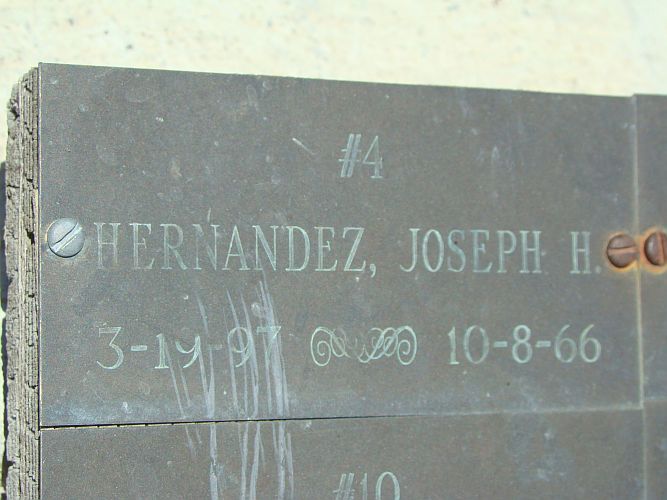 #4
HERNANDEZ, JOSEPH H.
3-19-97 10-8-66
#10